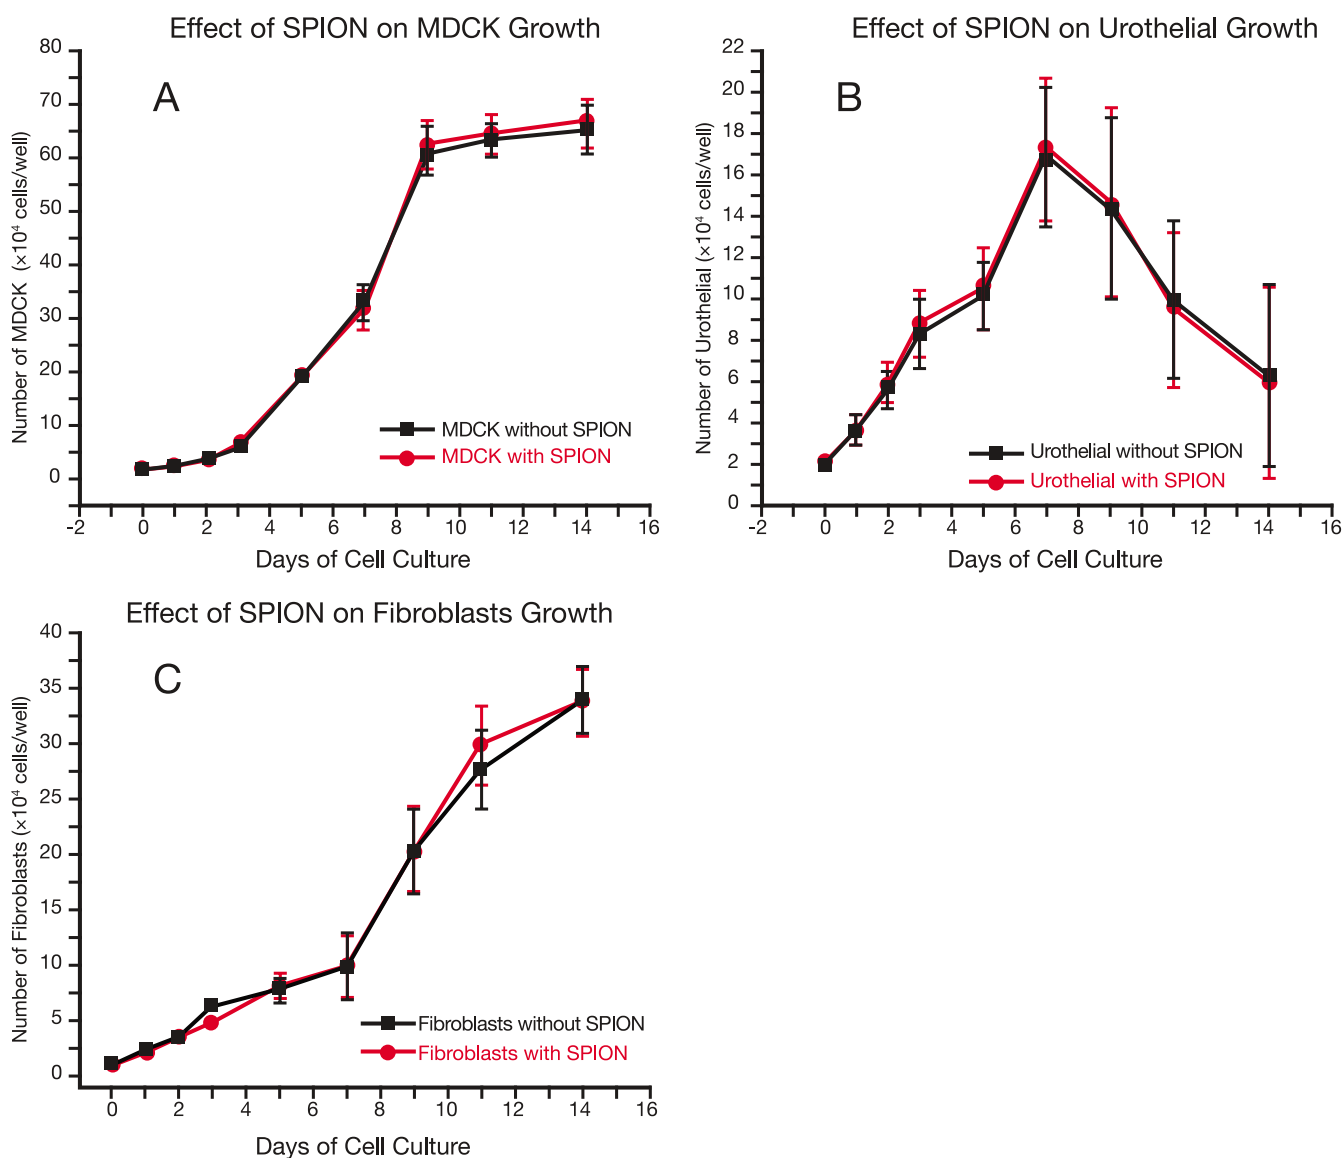 Effect of SPION on MDCK Growth
A
80
70
60
50
40
30
20
10
0
Number of MDCK (×10⁴ cells/well)
MDCK without SPION
MDCK with SPION
-2 0 2 4 6 8 10 12 14 16
Days of Cell Culture
Effect of SPION on Urothelial Growth
B
22
20
18
16
14
12
10
8
6
4
2
0
Number of Urothelial (×10⁴ cells/well)
Urothelial without SPION
Urothelial with SPION
-2 0 2 4 6 8 10 12 14 16
Days of Cell Culture
Effect of SPION on Fibroblasts Growth
C
40
35
30
25
20
15
10
5
0
Number of Fibroblasts (×10⁴ cells/well)
Fibroblasts without SPION
Fibroblasts with SPION
0 2 4 6 8 10 12 14 16
Days of Cell Culture